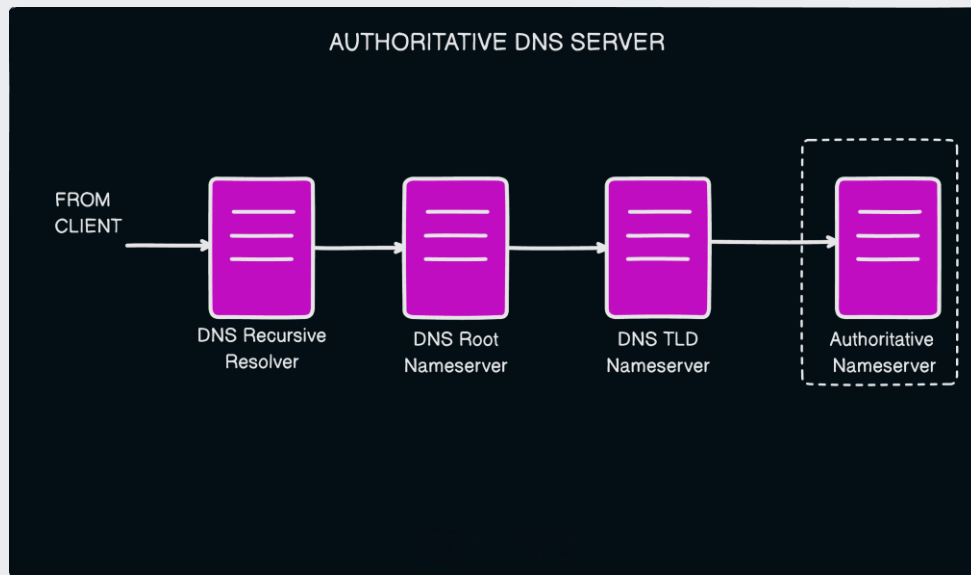 AUTHORITATIVE DNS SERVER
FROM
CLIENT
DNS Recursive
Resolver
DNS Root
Nameserver
DNS TLD
Nameserver
Authoritative
Nameserver